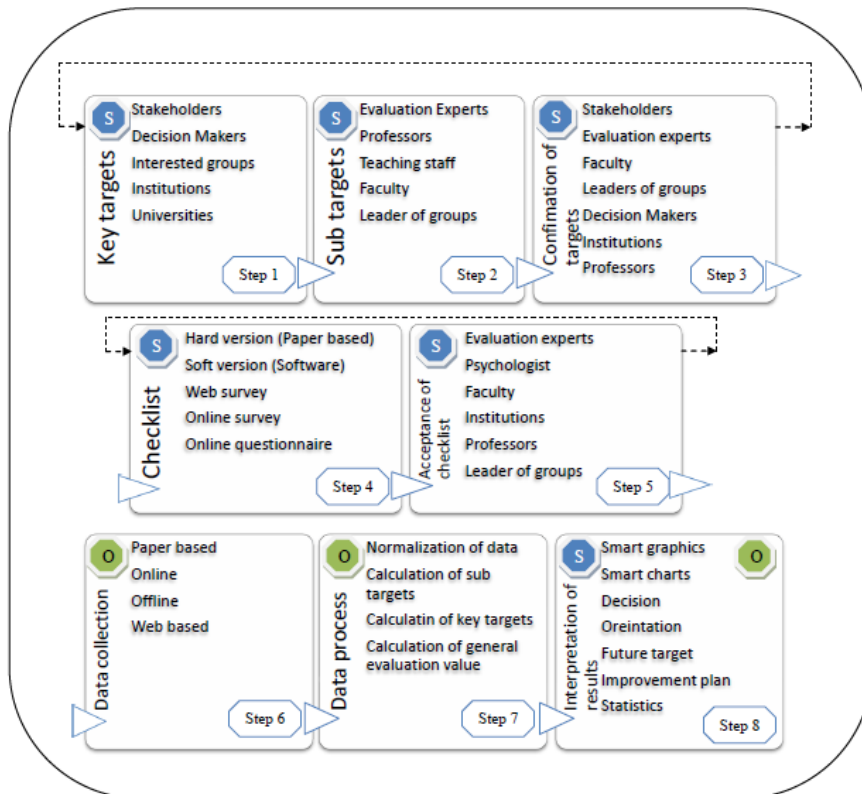 S
Key targets
Stakeholders
Decision Makers
Interested groups
Institutions
Universities
Step 1
S
Sub targets
Evaluation Experts
Professors
Teaching staff
Faculty
Leader of groups
Step 2
S
Confimation of
targets
Stakeholders
Evaluation experts
Faculty
Leaders of groups
Decision Makers
Institutions
Professors
Step 3
S
Checklist
Hard version (Paper based)
Soft version (Software)
Web survey
Online survey
Online questionnaire
Step 4
S
Acceptance of
checklist
Evaluation experts
Psychologist
Faculty
Institutions
Professors
Leader of groups
Step 5
O
Data collection
Paper based
Online
Offline
Web based
Step 6
O
Data process
Normalization of data
Calculation of sub
targets
Calculatin of key targets
Calculation of general
evaluation value
Step 7
S
O
Interpretation of
results
Smart graphics
Smart charts
Decision
Oreintation
Future target
Improvement plan
Statistics
Step 8